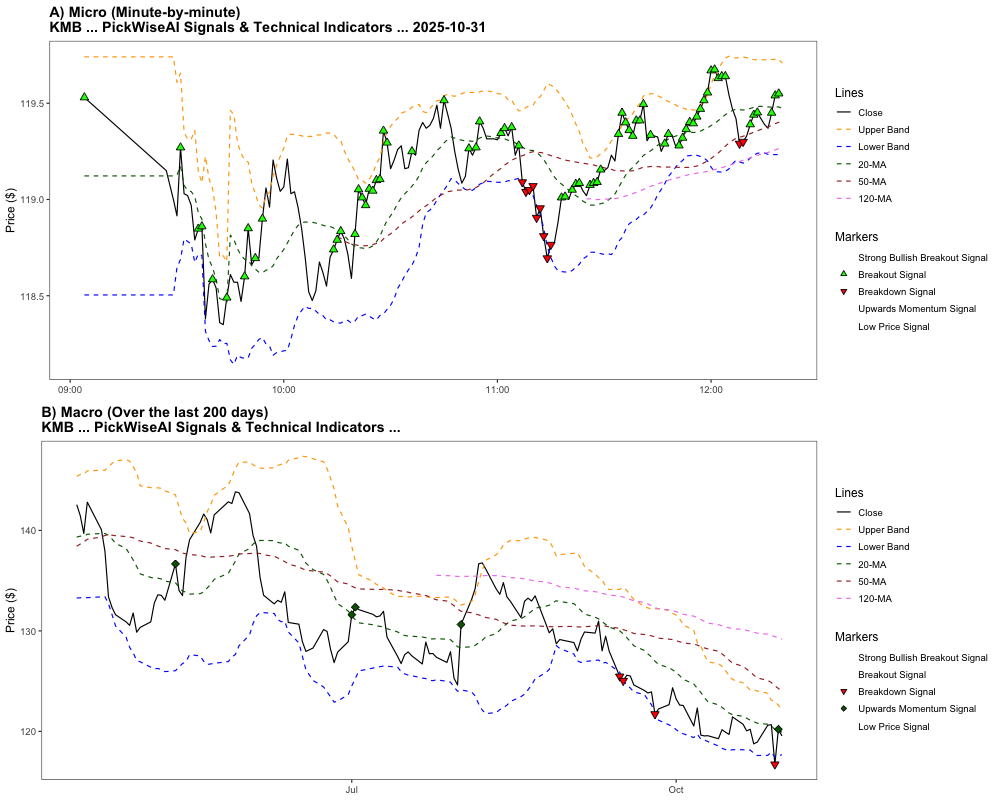 A) Micro (Minute-by-minute)
KMB ... PickWiseAI Signals & Technical Indicators ... 2025-10-31
Price ($)
119.5
119.0
118.5
09:00
10:00
11:00
12:00
Lines
Close
Upper Band
Lower Band
20-MA
50-MA
120-MA
Markers
Strong Bullish Breakout Signal
Breakout Signal
Breakdown Signal
Upwards Momentum Signal
Low Price Signal
B) Macro (Over the last 200 days)
KMB ... PickWiseAI Signals & Technical Indicators ...
Price ($)
140
130
120
Jul
Oct
Lines
Close
Upper Band
Lower Band
20-MA
50-MA
120-MA
Markers
Strong Bullish Breakout Signal
Breakout Signal
Breakdown Signal
Upwards Momentum Signal
Low Price Signal